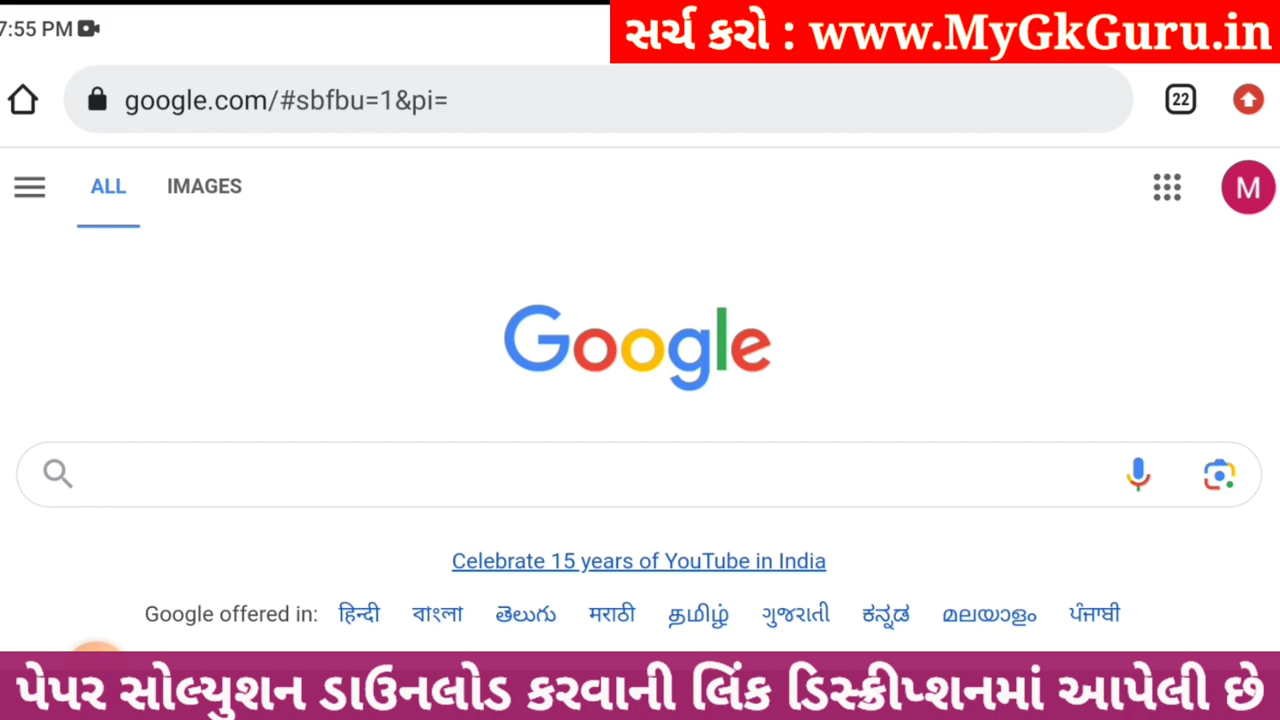 7:55 PM
સર્ચ કરો : www.MyGkGuru.in
google.com/#sbfbu=1&pi=
22
ALL IMAGES
M
Google
Celebrate 15 years of YouTube in India
Google offered in: हिन्दी বাংলা తెలుగు मराठी தமிழ் ગુજરાતી ಕನ್ನಡ മലയാളം ਪੰਜਾਬੀ
પેપર સોલ્યુશન ડાઉનલોડ કરવાની લિંક ડિસ્ક્રીપ્શનમાં આપેલી છે